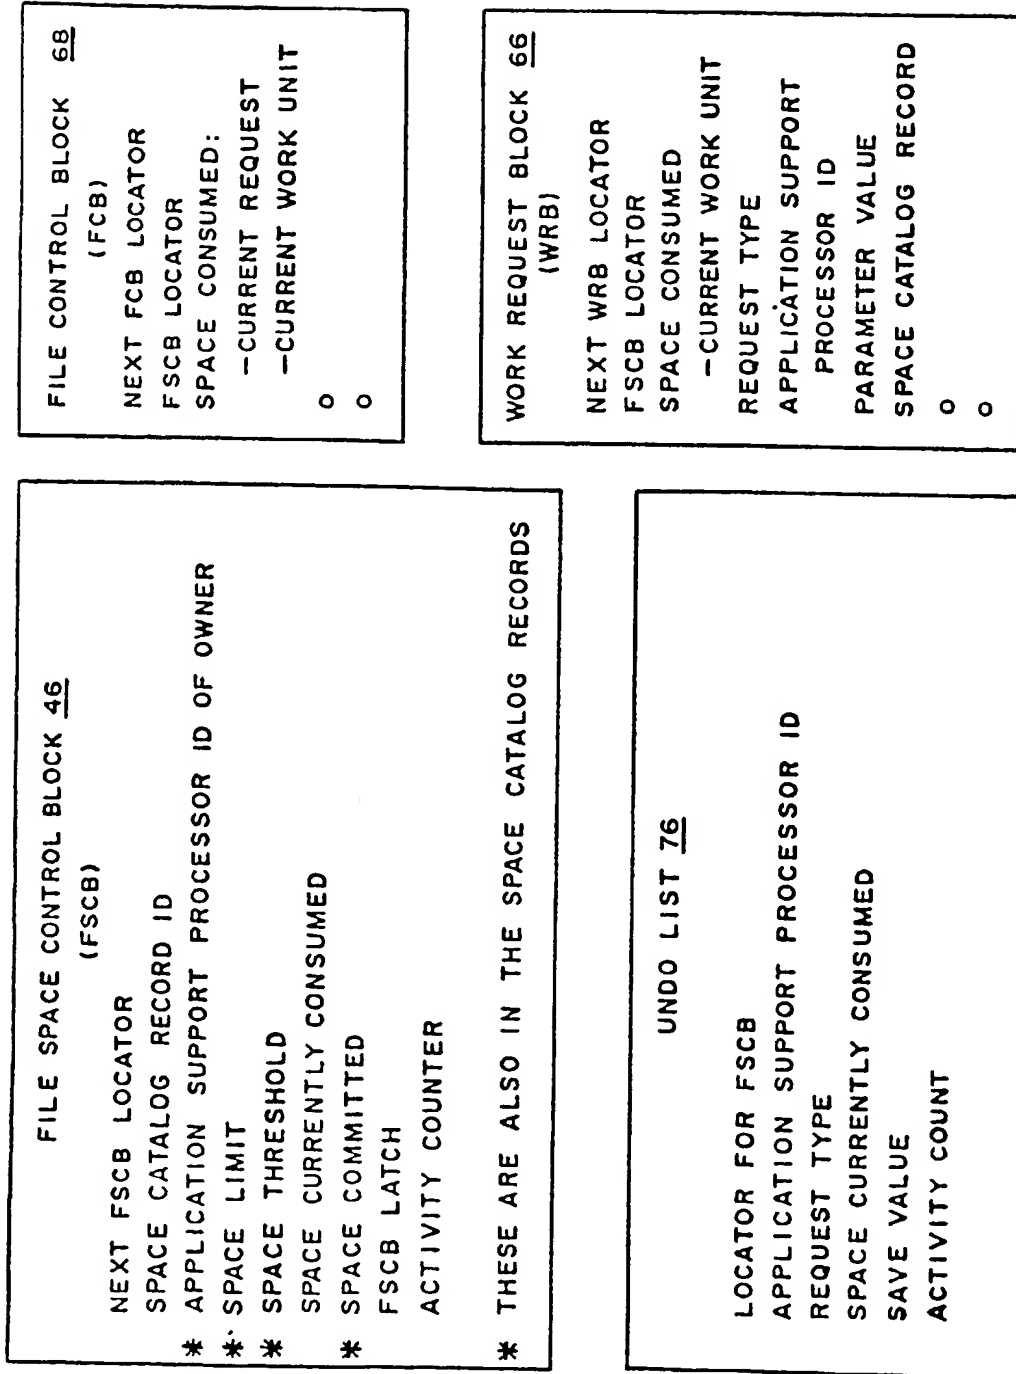 FILE SPACE CONTROL BLOCK 46
(FSCB)
NEXT FSCB LOCATOR
SPACE CATALOG RECORD ID
* APPLICATION SUPPORT PROCESSOR ID OF OWNER
* SPACE LIMIT
* SPACE THRESHOLD
SPACE CURRENTLY CONSUMED
* SPACE COMMITTED
FSCB LATCH
ACTIVITY COUNTER
* THESE ARE ALSO IN THE SPACE CATALOG RECORDS
FILE CONTROL BLOCK 68
(FCB)
NEXT FCB LOCATOR
FSCB LOCATOR
SPACE CONSUMED:
-CURRENT REQUEST
-CURRENT WORK UNIT
UNDO LIST 76
LOCATOR FOR FSCB
APPLICATION SUPPORT PROCESSOR ID
REQUEST TYPE
SPACE CURRENTLY CONSUMED
SAVE VALUE
ACTIVITY COUNT
WORK REQUEST BLOCK 66
(WRB)
NEXT WRB LOCATOR
FSCB LOCATOR
SPACE CONSUMED
-CURRENT WORK UNIT
REQUEST TYPE
APPLICATION SUPPORT
PROCESSOR ID
PARAMETER VALUE
SPACE CATALOG RECORD